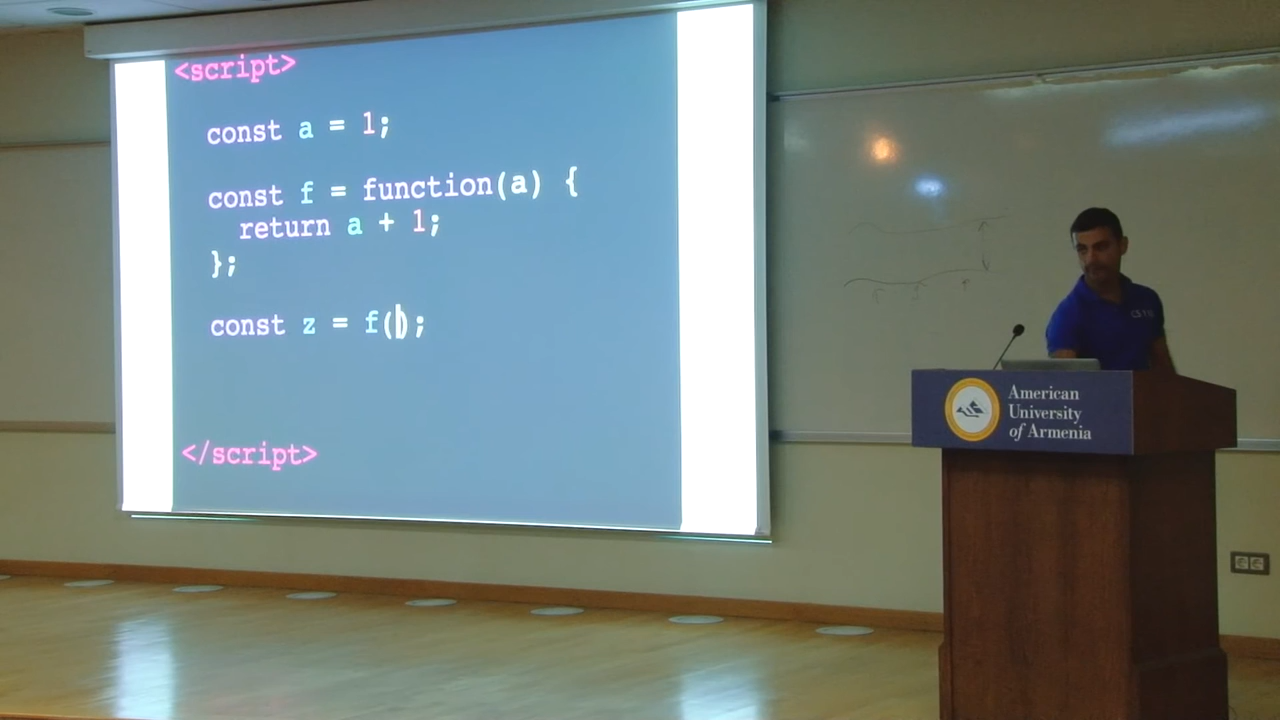 <script>
const a = 1;
const f = function(a) {
return a + 1;
};
const z = f();
</script>
American
University
of Armenia